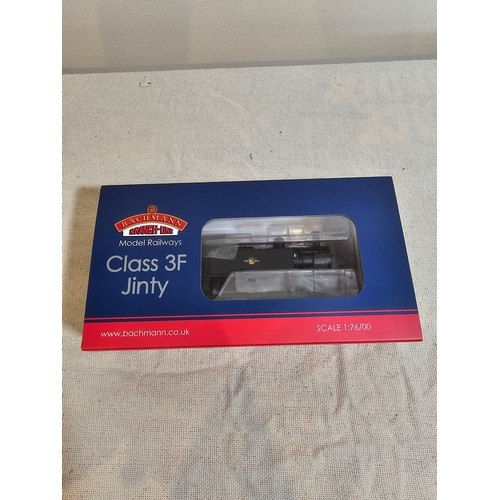 BACHMANN
BRANCH-LINE
Model Railways
Class 3F
Jinty
www.bachmann.co.uk
SCALE 1:76/00